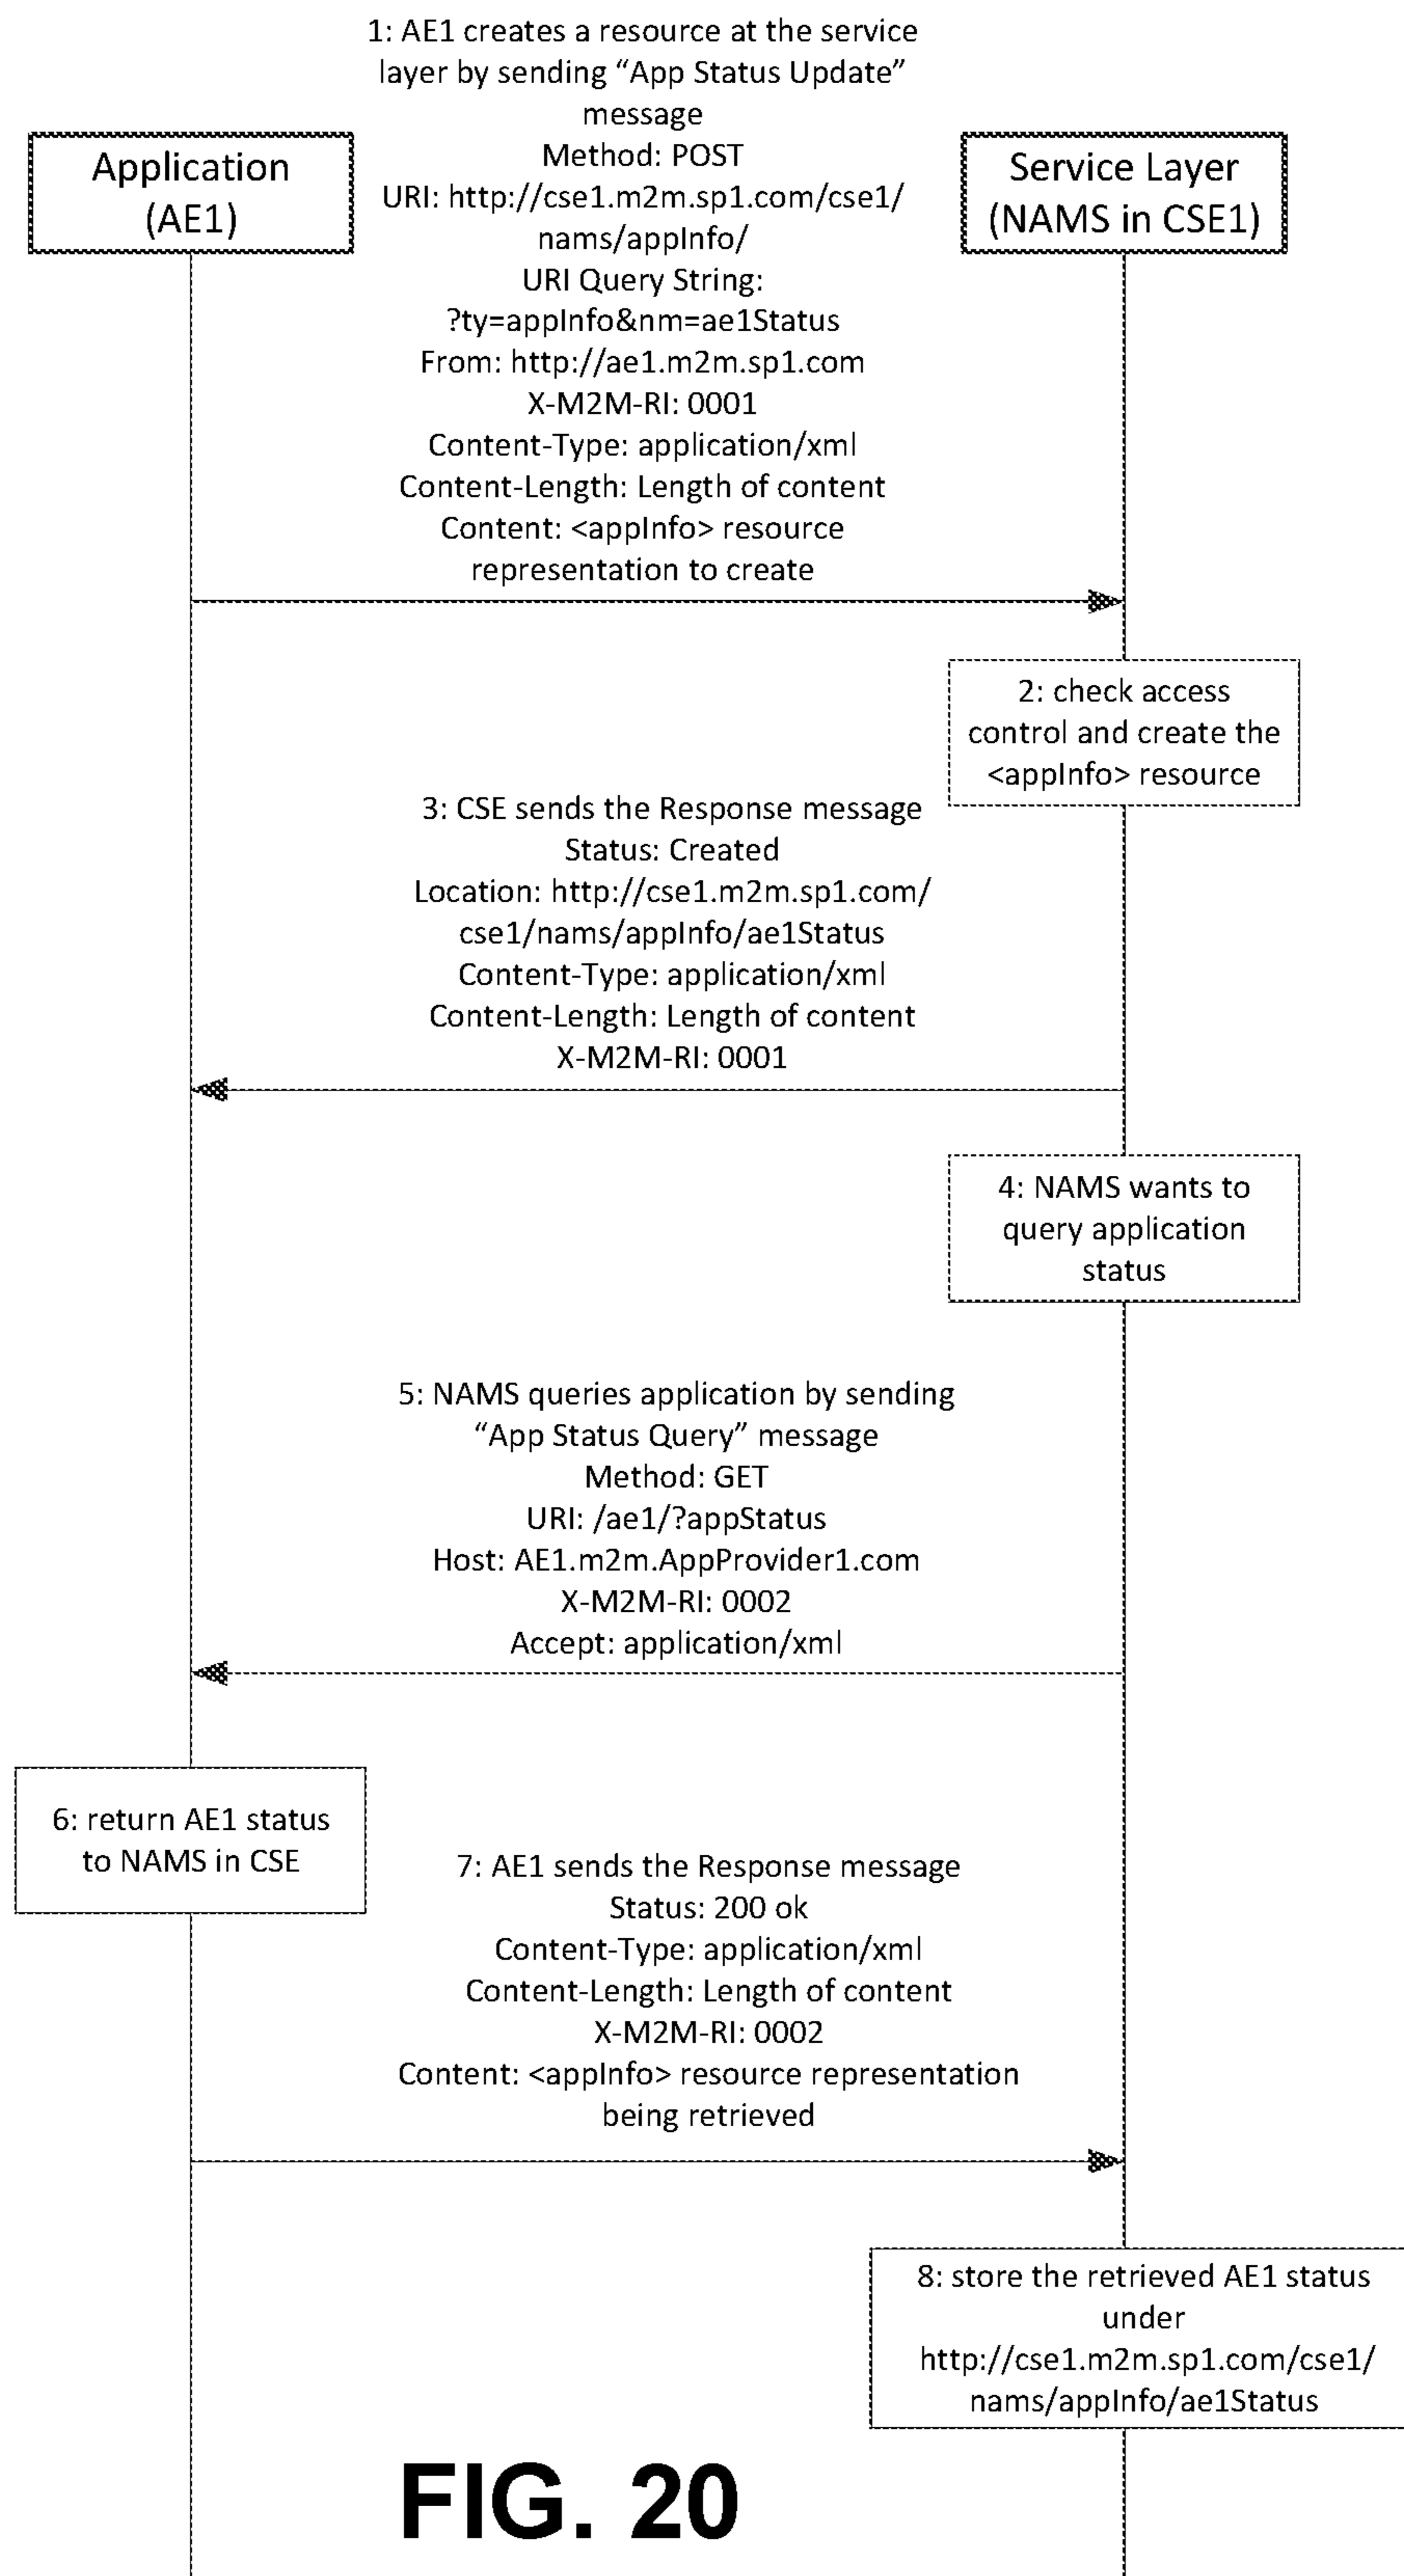 1: AE1 creates a resource at the service
layer by sending “App Status Update”
message
Method: POST
URI: http://cse1.m2m.sp1.com/cse1/
nams/appInfo/
URI Query String:
?ty=appInfo&nm=ae1Status
From: http://ae1.m2m.sp1.com
X-M2M-RI: 0001
Content-Type: application/xml
Content-Length: Length of content
Content: <appInfo> resource
representation to create
Application
(AE1)
Service Layer
(NAMS in CSE1)
2: check access
control and create the
<appInfo> resource
3: CSE sends the Response message
Status: Created
Location: http://cse1.m2m.sp1.com/
cse1/nams/appInfo/ae1Status
Content-Type: application/xml
Content-Length: Length of content
X-M2M-RI: 0001
4: NAMS wants to
query application
status
5: NAMS queries application by sending
“App Status Query” message
Method: GET
URI: /ae1/?appStatus
Host: AE1.m2m.AppProvider1.com
X-M2M-RI: 0002
Accept: application/xml
6: return AE1 status
to NAMS in CSE
7: AE1 sends the Response message
Status: 200 ok
Content-Type: application/xml
Content-Length: Length of content
X-M2M-RI: 0002
Content: <appInfo> resource representation
being retrieved
8: store the retrieved AE1 status
under
http://cse1.m2m.sp1.com/cse1/
nams/appInfo/ae1Status
FIG. 20